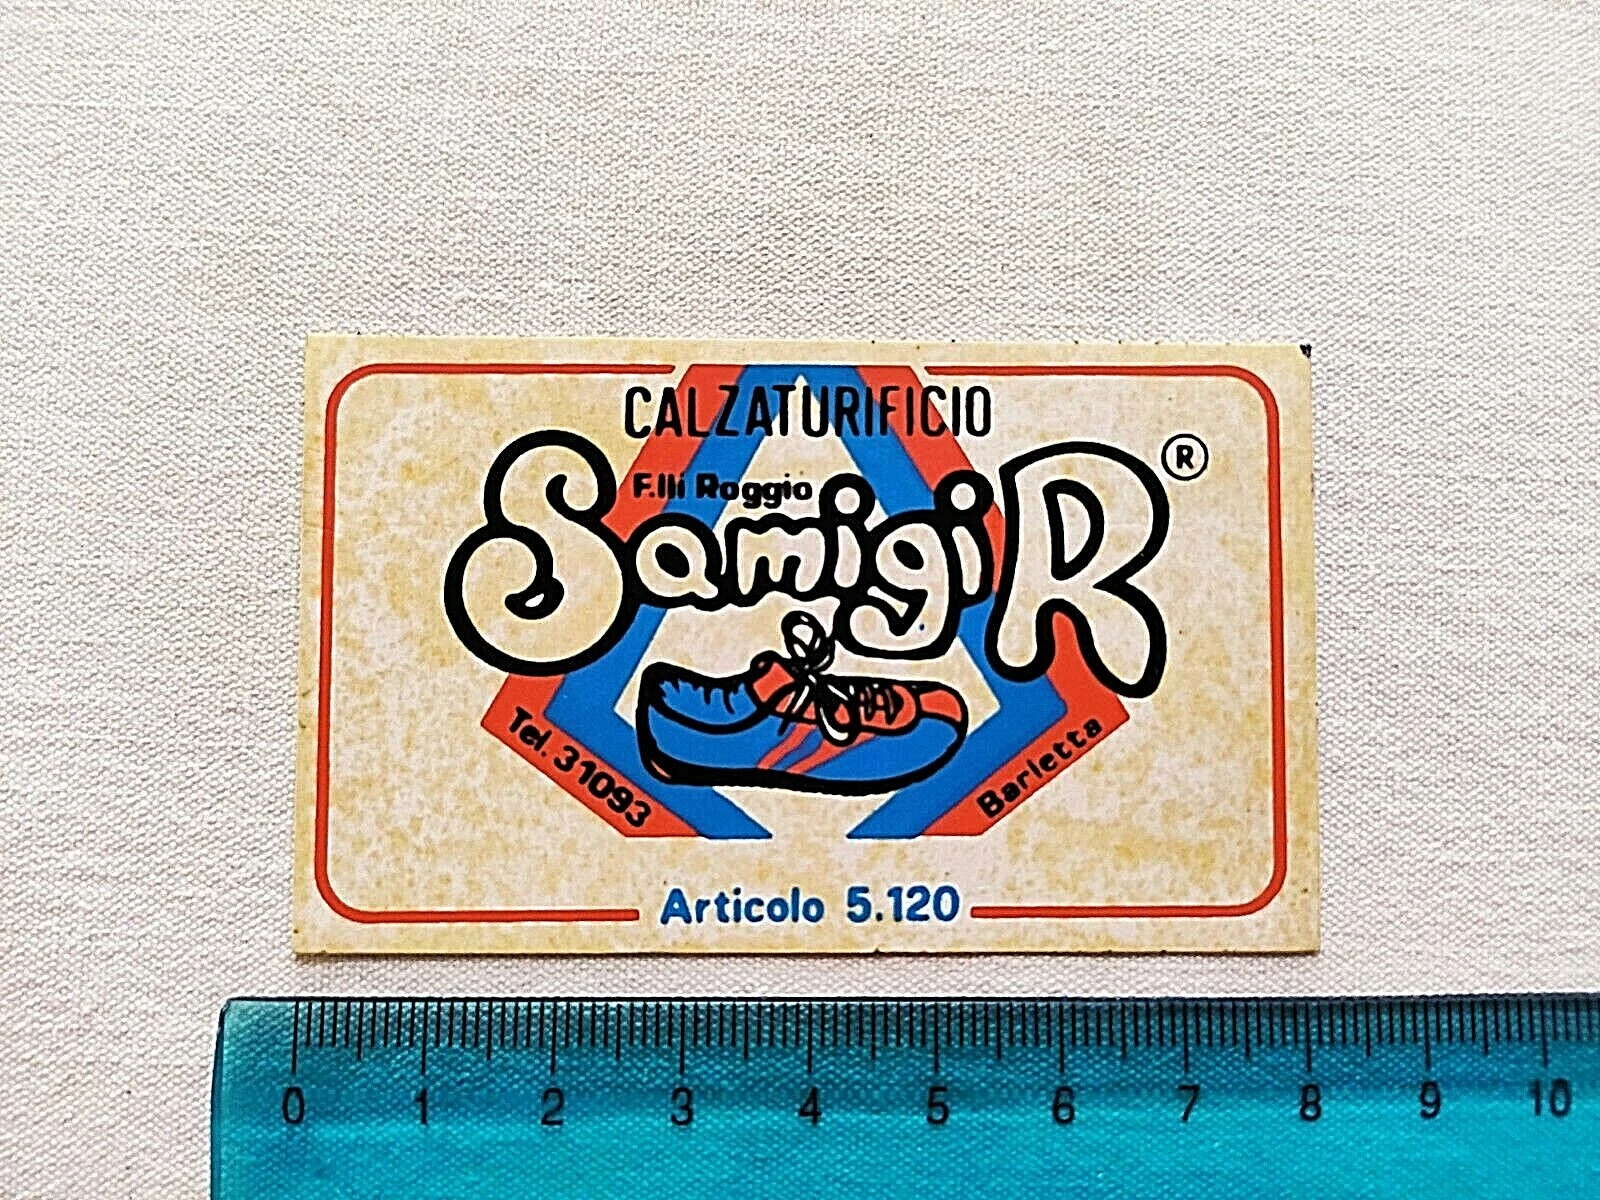 CALZATURIFICIO
F.lli Roggio
SamigiR ®
Tel. 31093
Barletta
Articolo 5.120
0 1 2 3 4 5 6 7 8 9 10